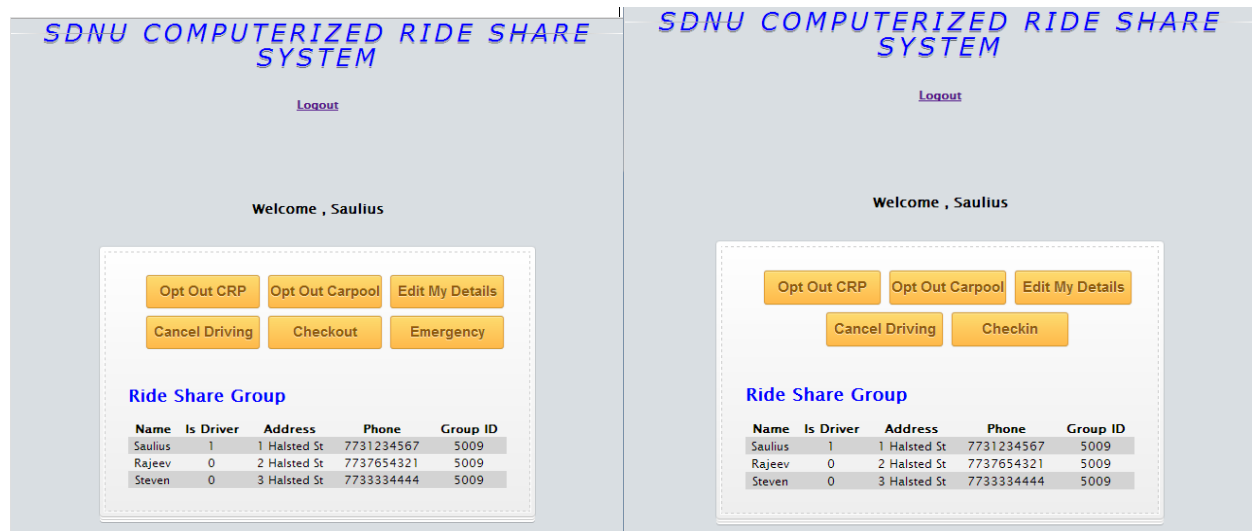 SDNU COMPUTERIZED RIDE SHARE
SYSTEM
Logout
Welcome , Saulius
Opt Out CRP Opt Out Carpool Edit My Details
Cancel Driving Checkout Emergency
Ride Share Group
Name Is Driver Address Phone Group ID
Saulius 1 1 Halsted St 7731234567 5009
Rajeev 0 2 Halsted St 7737654321 5009
Steven 0 3 Halsted St 7733334444 5009
SDNU COMPUTERIZED RIDE SHARE
SYSTEM
Logout
Welcome , Saulius
Opt Out CRP Opt Out Carpool Edit My Details
Cancel Driving Checkin
Ride Share Group
Name Is Driver Address Phone Group ID
Saulius 1 1 Halsted St 7731234567 5009
Rajeev 0 2 Halsted St 7737654321 5009
Steven 0 3 Halsted St 7733334444 5009